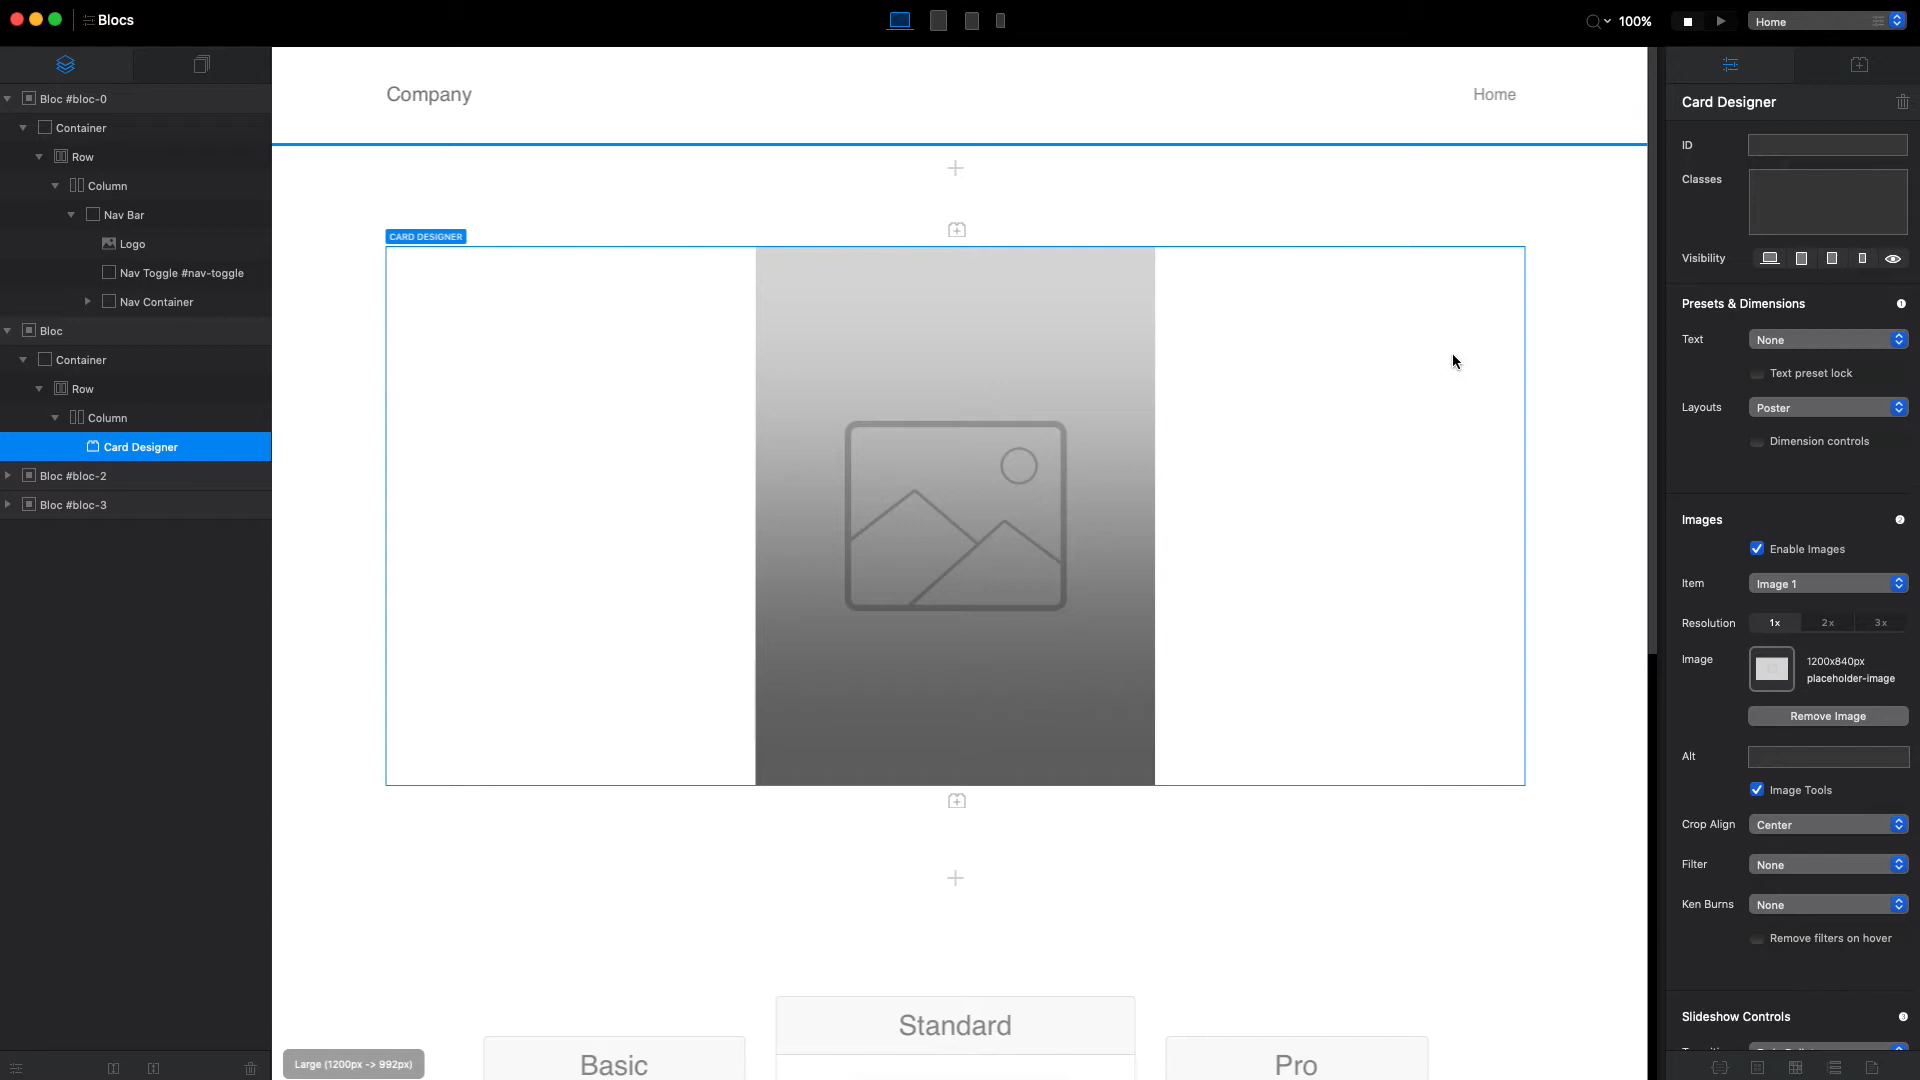 Blocs
100%
Home
Bloc #bloc-0
Container
Row
Column
Nav Bar
Logo
Nav Toggle #nav-toggle
Nav Container
Bloc
Container
Row
Column
Card Designer
Bloc #bloc-2
Bloc #bloc-3
Company
Home
CARD DESIGNER
Standard
Basic
Pro
Large (1200px -> 992px)
Card Designer
ID
Classes
Visibility
Presets & Dimensions 1
Text None
Text preset lock
Layouts Poster
Dimension controls
Images 2
Enable Images
Item Image 1
Resolution 1x 2x 3x
Image 1200x840px
placeholder-image
Remove Image
Alt
Image Tools
Crop Align Center
Filter None
Ken Burns None
Remove filters on hover
Slideshow Controls 3